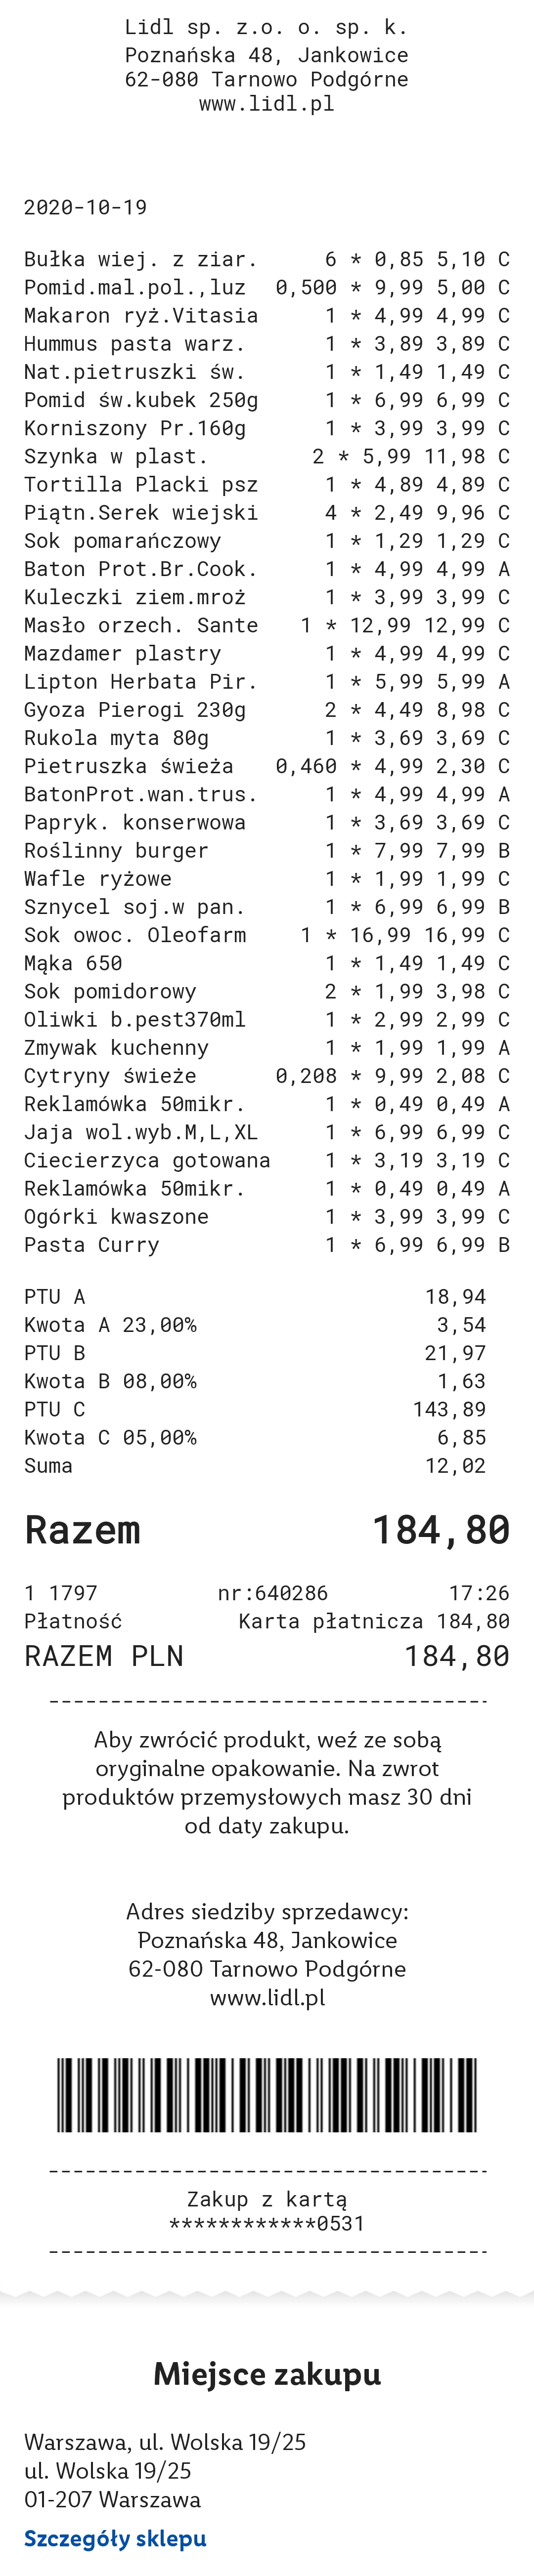 Lidl sp. z.o. o. sp. k.
Poznańska 48, Jankowice
62-080 Tarnowo Podgórne
www.lidl.pl
2020-10-19
Bułka wiej. z ziar. 6 * 0,85 5,10 C
Pomid.mal.pol.,luz 0,500 * 9,99 5,00 C
Makaron ryż.Vitasia 1 * 4,99 4,99 C
Hummus pasta warz. 1 * 3,89 3,89 C
Nat.pietruszki św. 1 * 1,49 1,49 C
Pomid św.kubek 250g 1 * 6,99 6,99 C
Korniszony Pr.160g 1 * 3,99 3,99 C
Szynka w plast. 2 * 5,99 11,98 C
Tortilla Placki psz 1 * 4,89 4,89 C
Piątn.Serek wiejski 4 * 2,49 9,96 C
Sok pomarańczowy 1 * 1,29 1,29 C
Baton Prot.Br.Cook. 1 * 4,99 4,99 A
Kuleczki ziem.mroż 1 * 3,99 3,99 C
Masło orzech. Sante 1 * 12,99 12,99 C
Mazdamer plastry 1 * 4,99 4,99 C
Lipton Herbata Pir. 1 * 5,99 5,99 A
Gyoza Pierogi 230g 2 * 4,49 8,98 C
Rukola myta 80g 1 * 3,69 3,69 C
Pietruszka świeża 0,460 * 4,99 2,30 C
BatonProt.wan.trus. 1 * 4,99 4,99 A
Papryk. konserwowa 1 * 3,69 3,69 C
Roślinny burger 1 * 7,99 7,99 B
Wafle ryżowe 1 * 1,99 1,99 C
Sznycel soj.w pan. 1 * 6,99 6,99 B
Sok owoc. Oleofarm 1 * 16,99 16,99 C
Mąka 650 1 * 1,49 1,49 C
Sok pomidorowy 2 * 1,99 3,98 C
Oliwki b.pest370ml 1 * 2,99 2,99 C
Zmywak kuchenny 1 * 1,99 1,99 A
Cytryny świeże 0,208 * 9,99 2,08 C
Reklamówka 50mikr. 1 * 0,49 0,49 A
Jaja wol.wyb.M,L,XL 1 * 6,99 6,99 C
Ciecierzyca gotowana 1 * 3,19 3,19 C
Reklamówka 50mikr. 1 * 0,49 0,49 A
Ogórki kwaszone 1 * 3,99 3,99 C
Pasta Curry 1 * 6,99 6,99 B
PTU A 18,94
Kwota A 23,00% 3,54
PTU B 21,97
Kwota B 08,00% 1,63
PTU C 143,89
Kwota C 05,00% 6,85
Suma 12,02
Razem 184,80
1 1797 nr:640286 17:26
Płatność Karta płatnicza 184,80
RAZEM PLN 184,80
Aby zwrócić produkt, weź ze sobą
oryginalne opakowanie. Na zwrot
produktów przemysłowych masz 30 dni
od daty zakupu.
Adres siedziby sprzedawcy:
Poznańska 48, Jankowice
62-080 Tarnowo Podgórne
www.lidl.pl
Zakup z kartą
************0531
Miejsce zakupu
Warszawa, ul. Wolska 19/25
ul. Wolska 19/25
01-207 Warszawa
Szczegóły sklepu